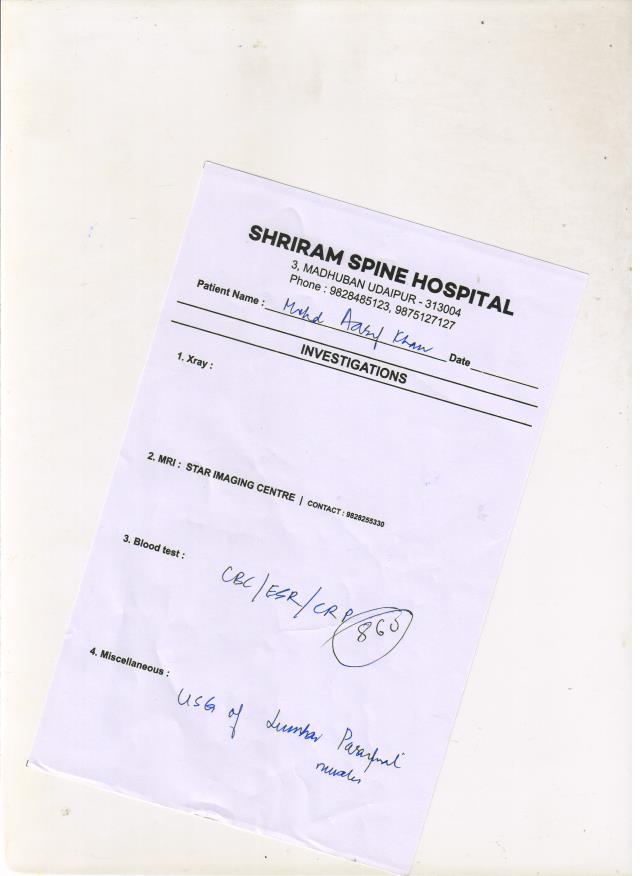 SHRIRAM SPINE HOSPITAL
3, MADHUBAN UDAIPUR - 313004
Phone : 9828485123, 9875127127
Patient Name : Mohd Aasif Khan Date
INVESTIGATIONS
1. Xray :
2. MRI : STAR IMAGING CENTRE | CONTACT : 9828255330
3. Blood test :
CBC/ESR/CRP 860
4. Miscellaneous :
USG of Lumbar Paraspinal
muscles